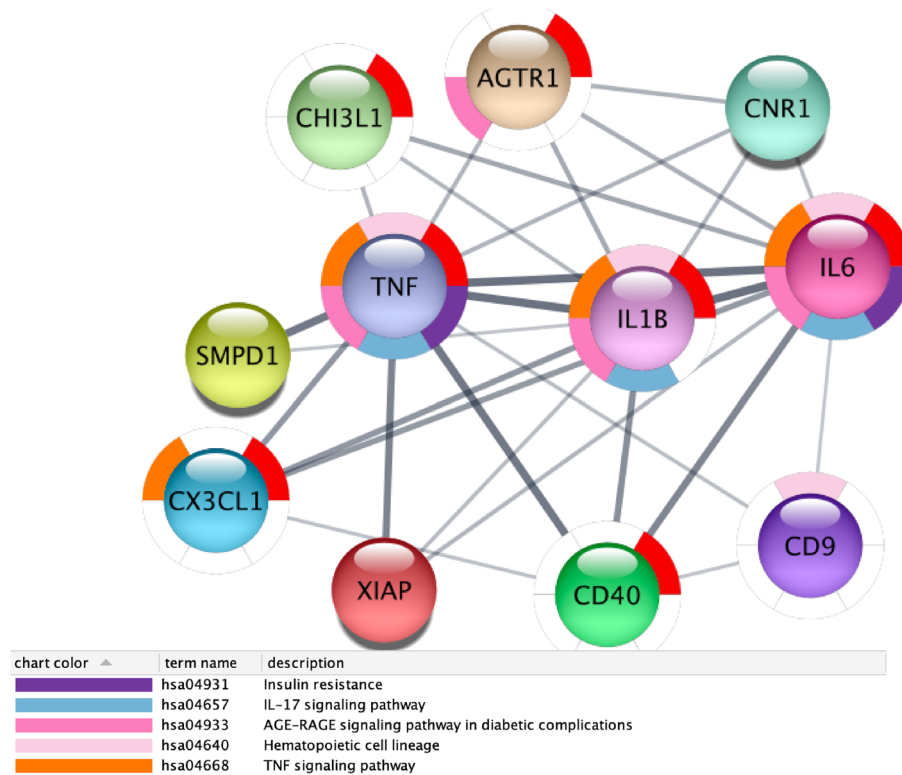 AGTR1
CNR1
CHI3L1
TNF
IL6
IL1B
SMPD1
CX3CL1
XIAP
CD40
CD9
chart color term name description
hsa04931 Insulin resistance
hsa04657 IL-17 signaling pathway
hsa04933 AGE-RAGE signaling pathway in diabetic complications
hsa04640 Hematopoietic cell lineage
hsa04668 TNF signaling pathway